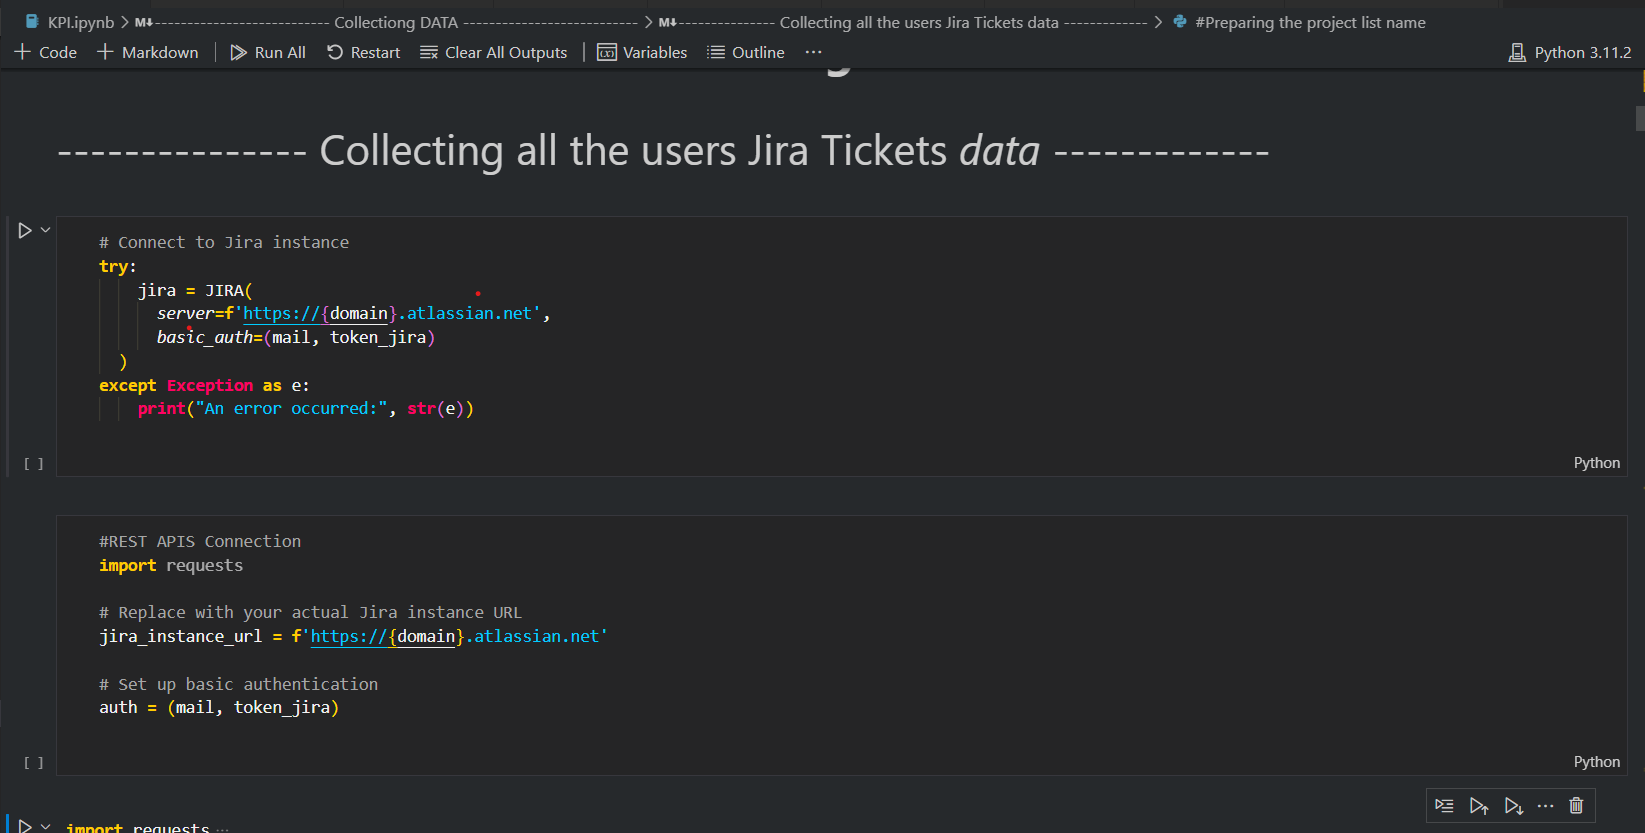 KPI.ipynb > M↓---------------------------- Collectiong DATA ---------------------------- > M↓--------------- Collecting all the users Jira Tickets data ------------- > #Preparing the project list name
+ Code + Markdown | Run All Restart Clear All Outputs | Variables Outline ··· Python 3.11.2
--------------- Collecting all the users Jira Tickets data -------------
# Connect to Jira instance
try:
    jira = JIRA(
      server=f'https://{domain}.atlassian.net',
      basic_auth=(mail, token_jira)
  )
except Exception as e:
    print("An error occurred:", str(e))
[ ] Python
#REST APIS Connection
import requests
# Replace with your actual Jira instance URL
jira_instance_url = f'https://{domain}.atlassian.net'
# Set up basic authentication
auth = (mail, token_jira)
[ ] Python
import requests ···